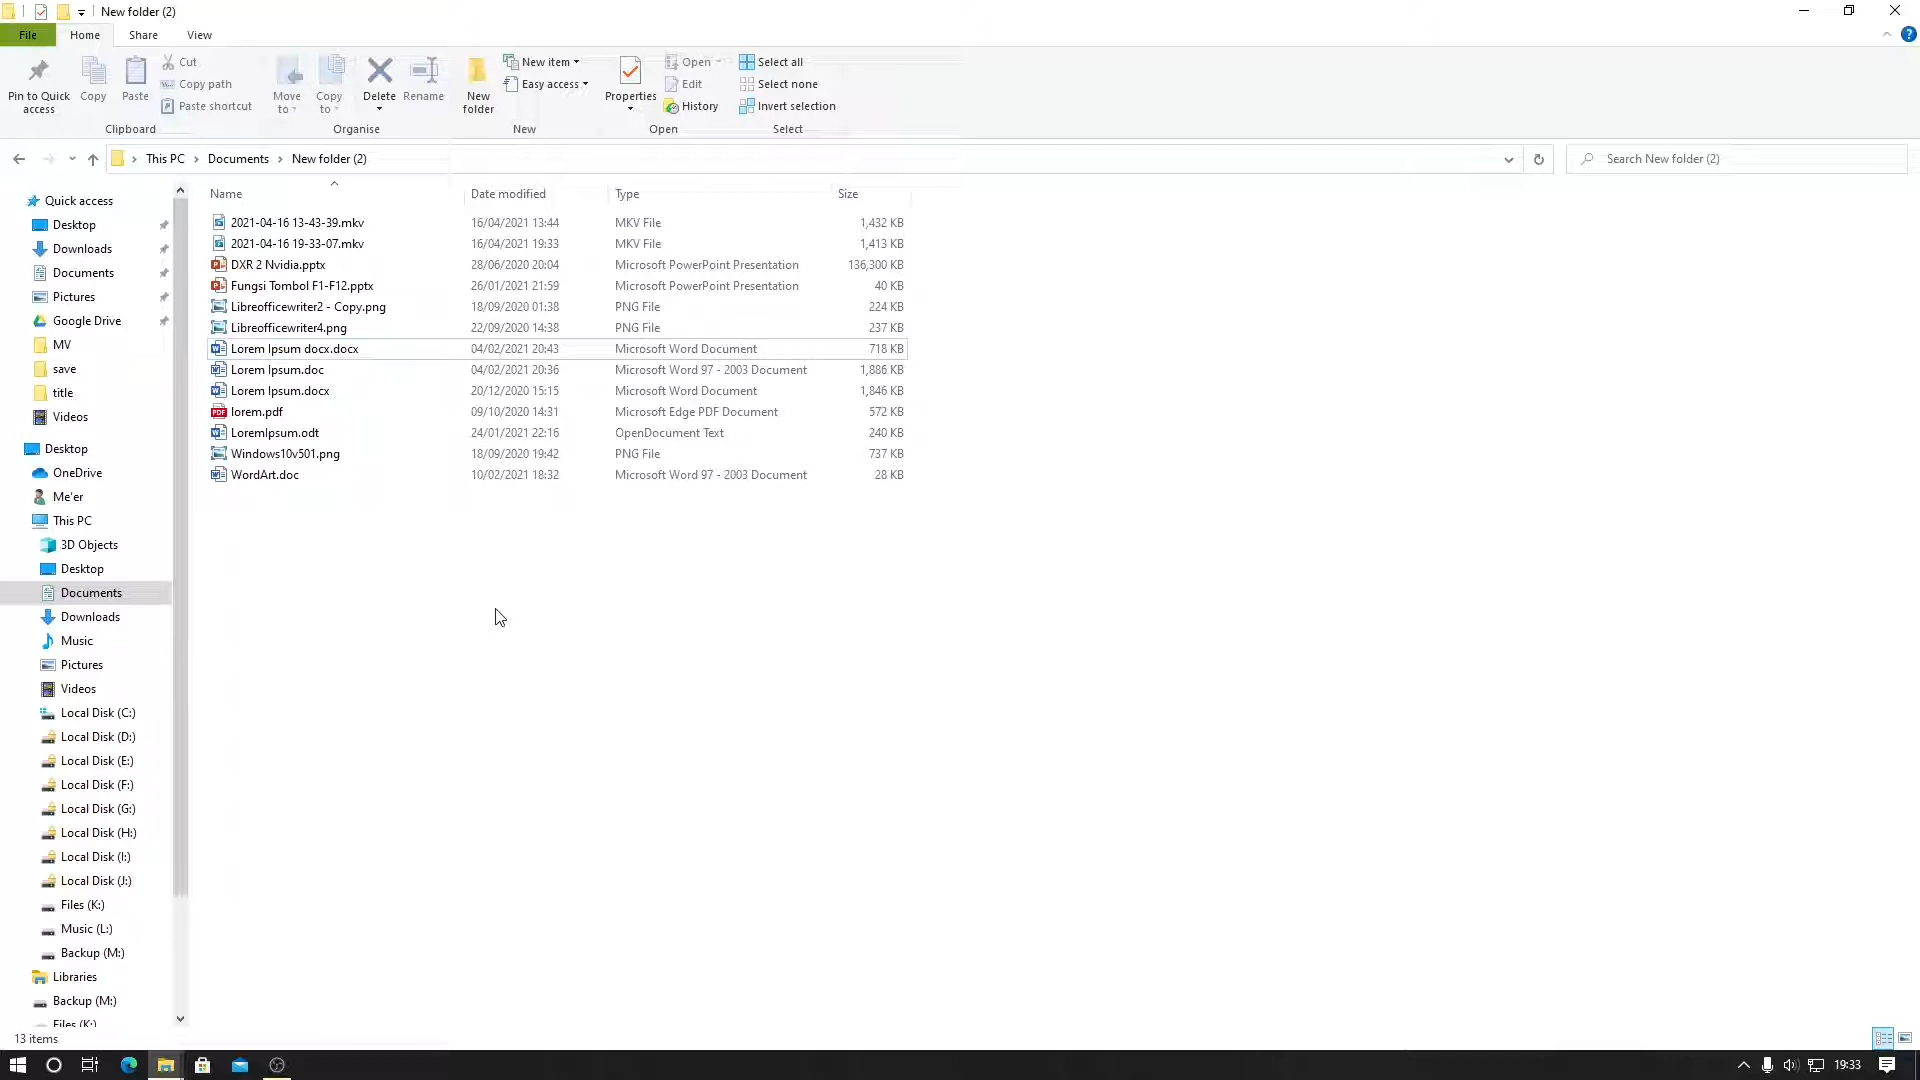 New folder (2)
File Home Share View
Pin to Quick access
Copy
Paste
Cut
Copy path
Paste shortcut
Clipboard
Move to
Copy to
Delete
Rename
Organise
New folder
New item
Easy access
New
Properties
Open
Edit
History
Open
Select all
Select none
Invert selection
Select
This PC Documents New folder (2)
Search New folder (2)
Name Date modified Type Size
2021-04-16 13-43-39.mkv 16/04/2021 13:44 MKV File 1,432 KB
2021-04-16 19-33-07.mkv 16/04/2021 19:33 MKV File 1,413 KB
DXR 2 Nvidia.pptx 28/06/2020 20:04 Microsoft PowerPoint Presentation 136,300 KB
Fungsi Tombol F1-F12.pptx 26/01/2021 21:59 Microsoft PowerPoint Presentation 40 KB
Libreofficewriter2 - Copy.png 18/09/2020 01:38 PNG File 224 KB
Libreofficewriter4.png 22/09/2020 14:38 PNG File 237 KB
Lorem Ipsum docx.docx 04/02/2021 20:43 Microsoft Word Document 718 KB
Lorem Ipsum.doc 04/02/2021 20:36 Microsoft Word 97 - 2003 Document 1,886 KB
Lorem Ipsum.docx 20/12/2020 15:15 Microsoft Word Document 1,846 KB
lorem.pdf 09/10/2020 14:31 Microsoft Edge PDF Document 572 KB
LoremIpsum.odt 24/01/2021 22:16 OpenDocument Text 240 KB
Windows10v501.png 18/09/2020 19:42 PNG File 737 KB
WordArt.doc 10/02/2021 18:32 Microsoft Word 97 - 2003 Document 28 KB
Quick access
Desktop
Downloads
Documents
Pictures
Google Drive
MV
save
title
Videos
Desktop
OneDrive
Me'er
This PC
3D Objects
Desktop
Documents
Downloads
Music
Pictures
Videos
Local Disk (C:)
Local Disk (D:)
Local Disk (E:)
Local Disk (F:)
Local Disk (G:)
Local Disk (H:)
Local Disk (I:)
Local Disk (J:)
Files (K:)
Music (L:)
Backup (M:)
Libraries
Backup (M:)
Files (K:)
13 items
19:33